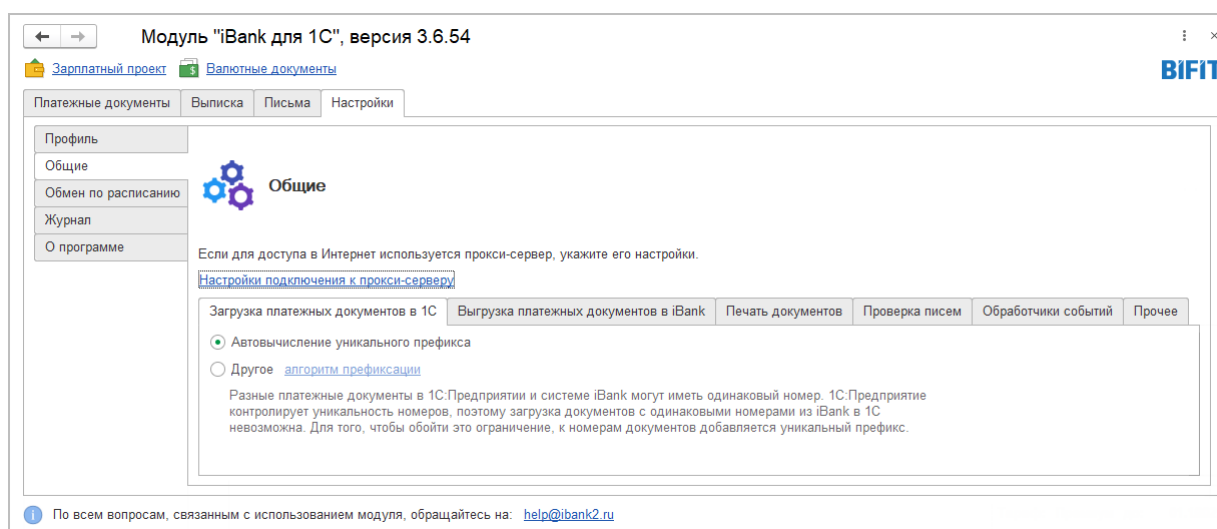 Модуль "iBank для 1С", версия 3.6.54
Зарплатный проект Валютные документы
BIFIT
Платежные документы Выписка Письма Настройки
Профиль
Общие
Обмен по расписанию
Журнал
О программе
Общие
Если для доступа в Интернет используется прокси-сервер, укажите его настройки.
Настройки подключения к прокси-серверу
Загрузка платежных документов в 1С Выгрузка платежных документов в iBank Печать документов Проверка писем Обработчики событий Прочее
Автовычисление уникального префикса
Другое алгоритм префиксации
Разные платежные документы в 1С:Предприятии и системе iBank могут иметь одинаковый номер. 1С:Предприятие
контролирует уникальность номеров, поэтому загрузка документов с одинаковыми номерами из iBank в 1С
невозможна. Для того, чтобы обойти это ограничение, к номерам документов добавляется уникальный префикс.
По всем вопросам, связанным с использованием модуля, обращайтесь на: help@ibank2.ru